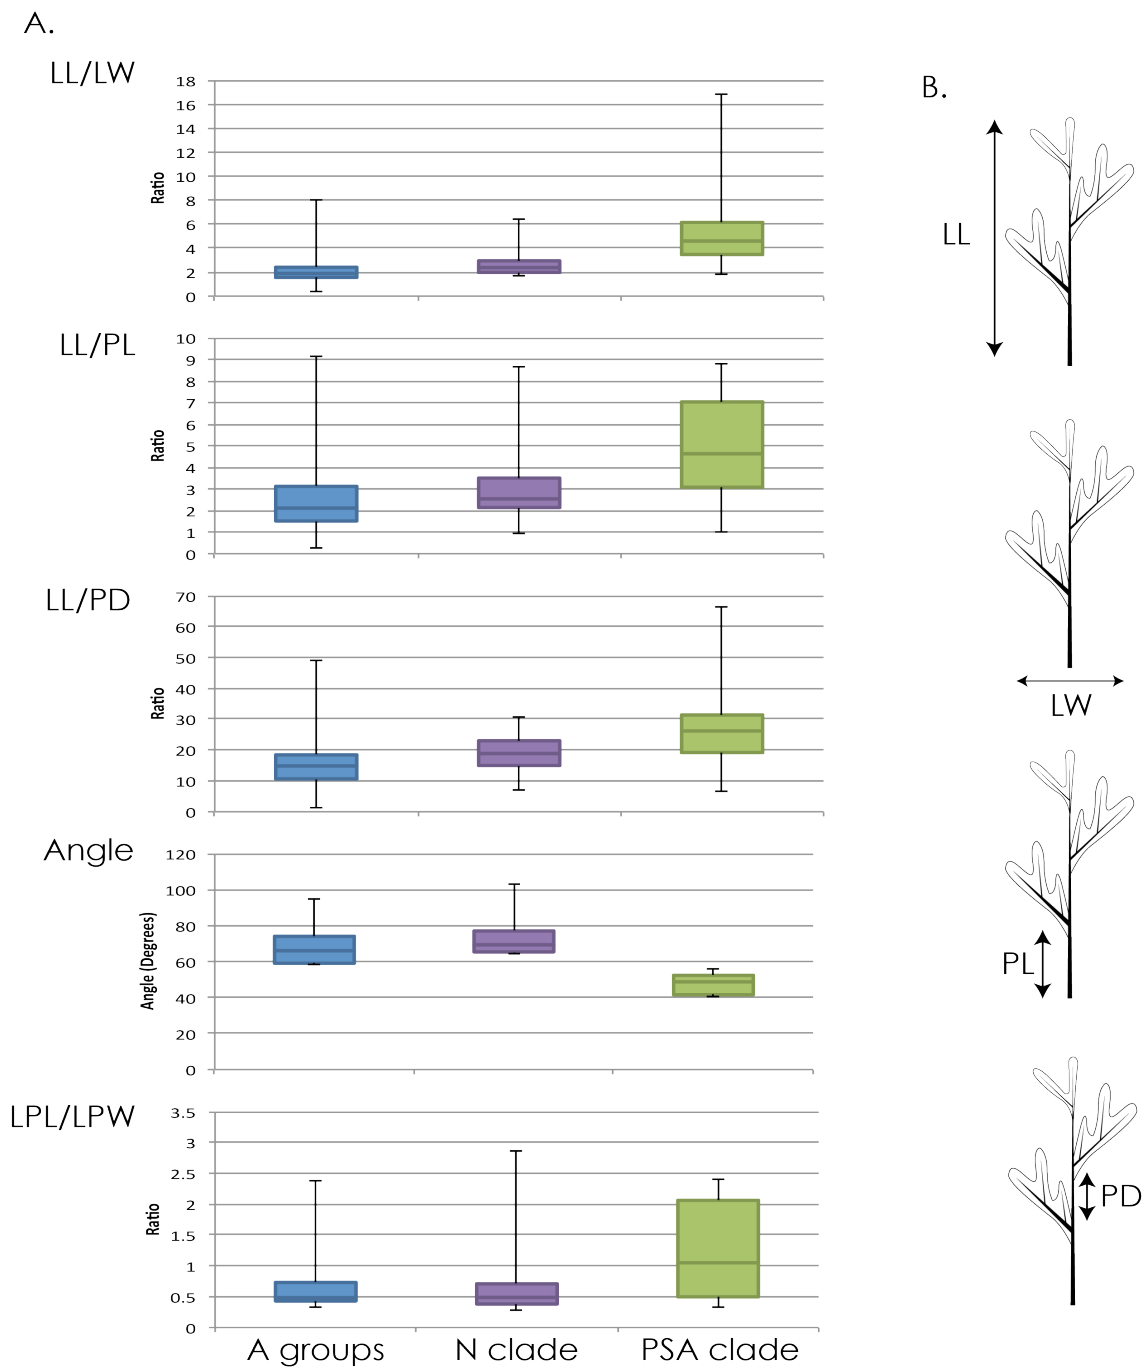 A.
LL/LW
Ratio
18
16
14
12
10
8
6
4
2
0
LL/PL
Ratio
10
9
8
7
6
5
4
3
2
1
0
LL/PD
Ratio
70
60
50
40
30
20
10
0
Angle
Angle (Degrees)
120
100
80
60
40
20
0
LPL/LPW
Ratio
3.5
3
2.5
2
1.5
1
0.5
0
A groups
N clade
PSA clade
B.
LL
LW
PL
PD